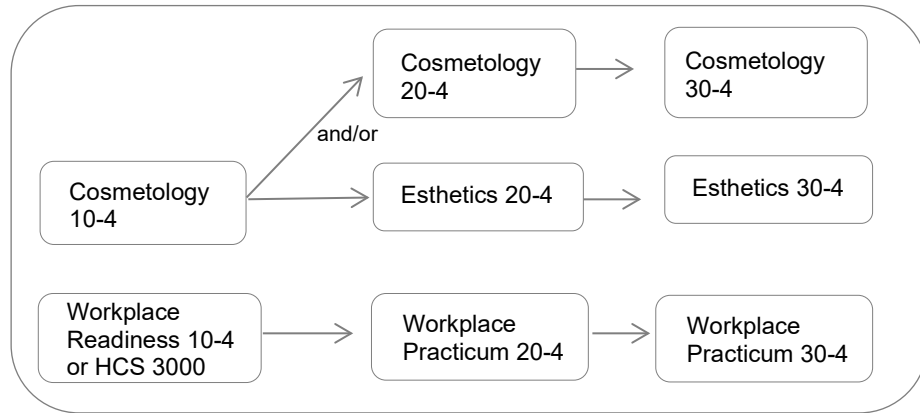 Cosmetology
20-4
Cosmetology
30-4
and/or
Cosmetology
10-4
Esthetics 20-4
Esthetics 30-4
Workplace
Readiness 10-4
or HCS 3000
Workplace
Practicum 20-4
Workplace
Practicum 30-4